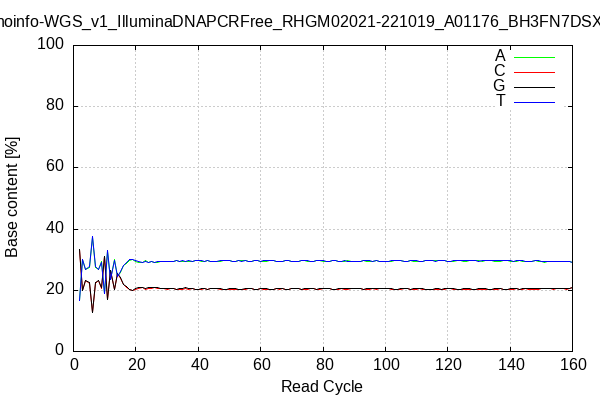 noinfo-WGS_v1_IlluminaDNAPCRFree_RHGM02021-221019_A01176_BH3FN7DSX
100
80
60
40
20
0
Base content [%]
A
C
G
T
0 20 40 60 80 100 120 140 160
Read Cycle